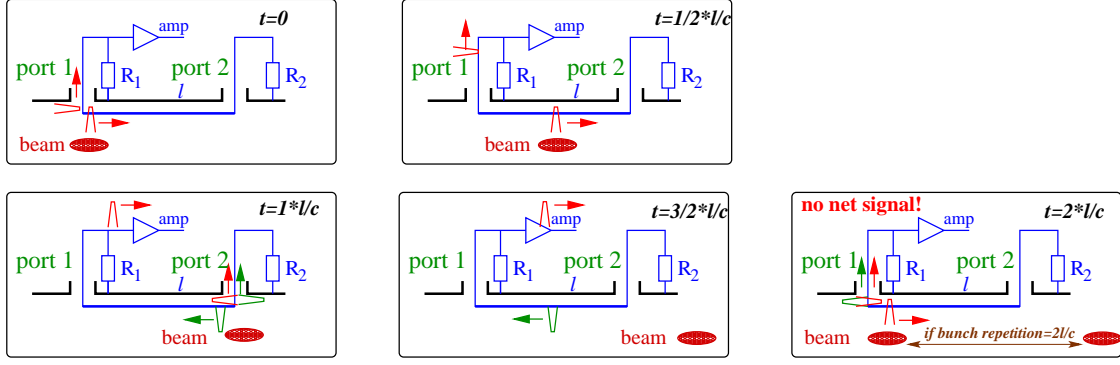 t=0
amp
port 1
R1
port 2
l
R2
beam
t=1/2*l/c
amp
port 1
R1
port 2
l
R2
beam
t=1*l/c
amp
port 1
R1
port 2
l
R2
beam
t=3/2*l/c
amp
port 1
R1
port 2
l
R2
beam
no net signal!
t=2*l/c
amp
port 1
R1
port 2
l
R2
beam
if bunch repetition=2l/c